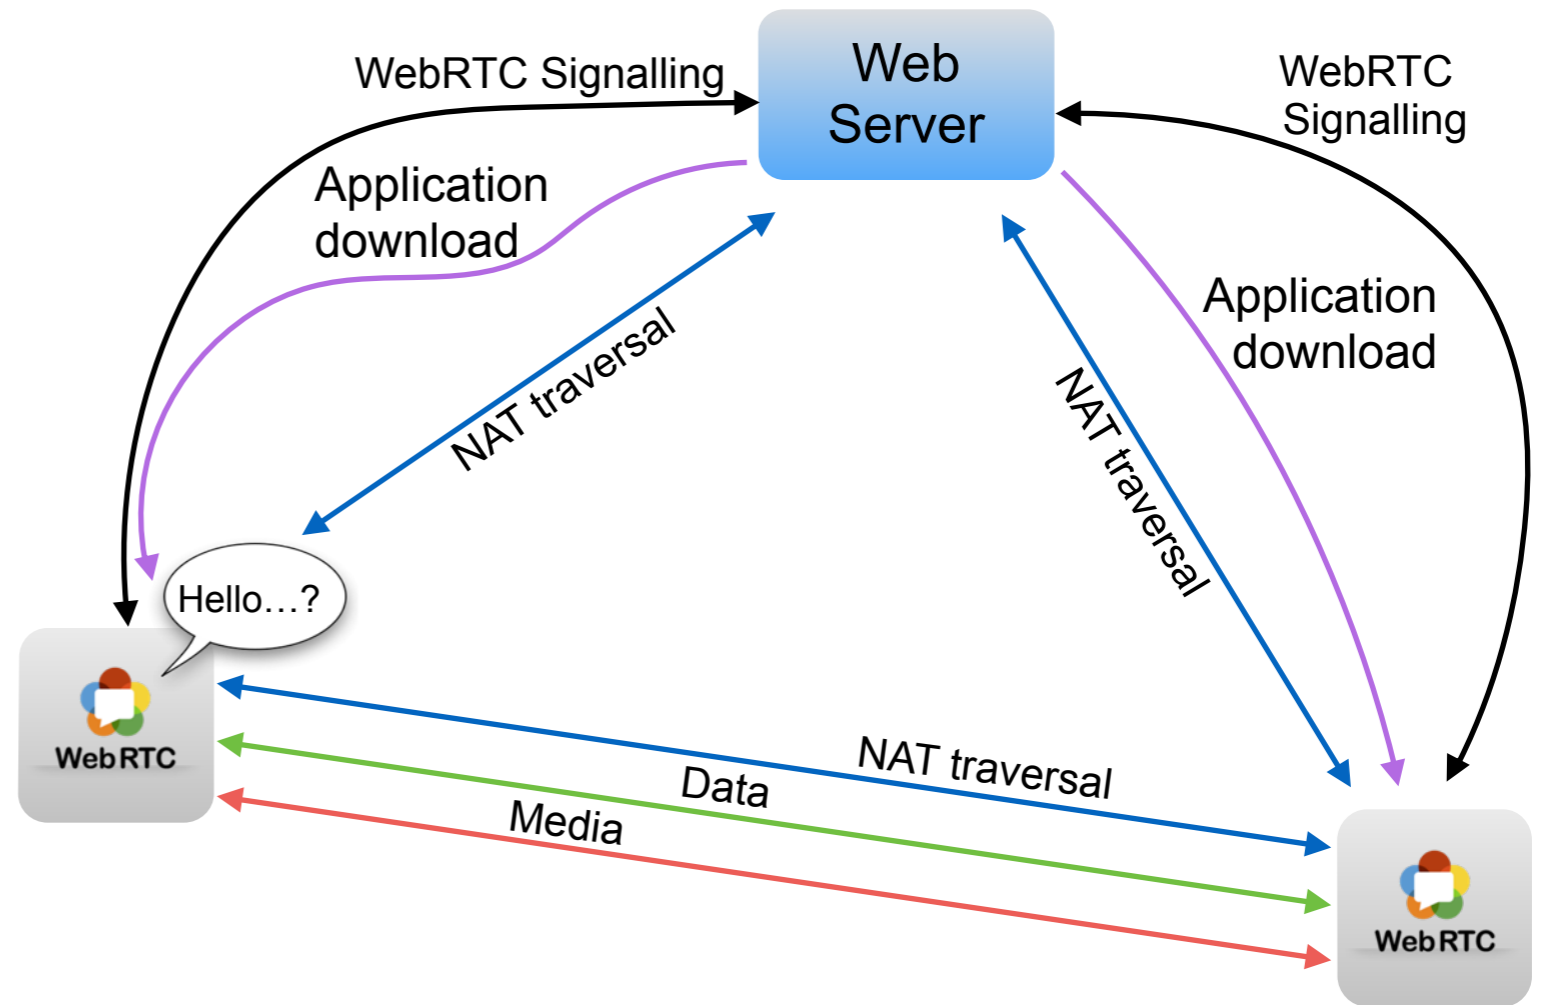 WebRTC Signalling
Web
Server
WebRTC
Signalling
Application
download
Application
download
NAT traversal
NAT traversal
Hello…?
WebRTC
NAT traversal
Data
Media
WebRTC